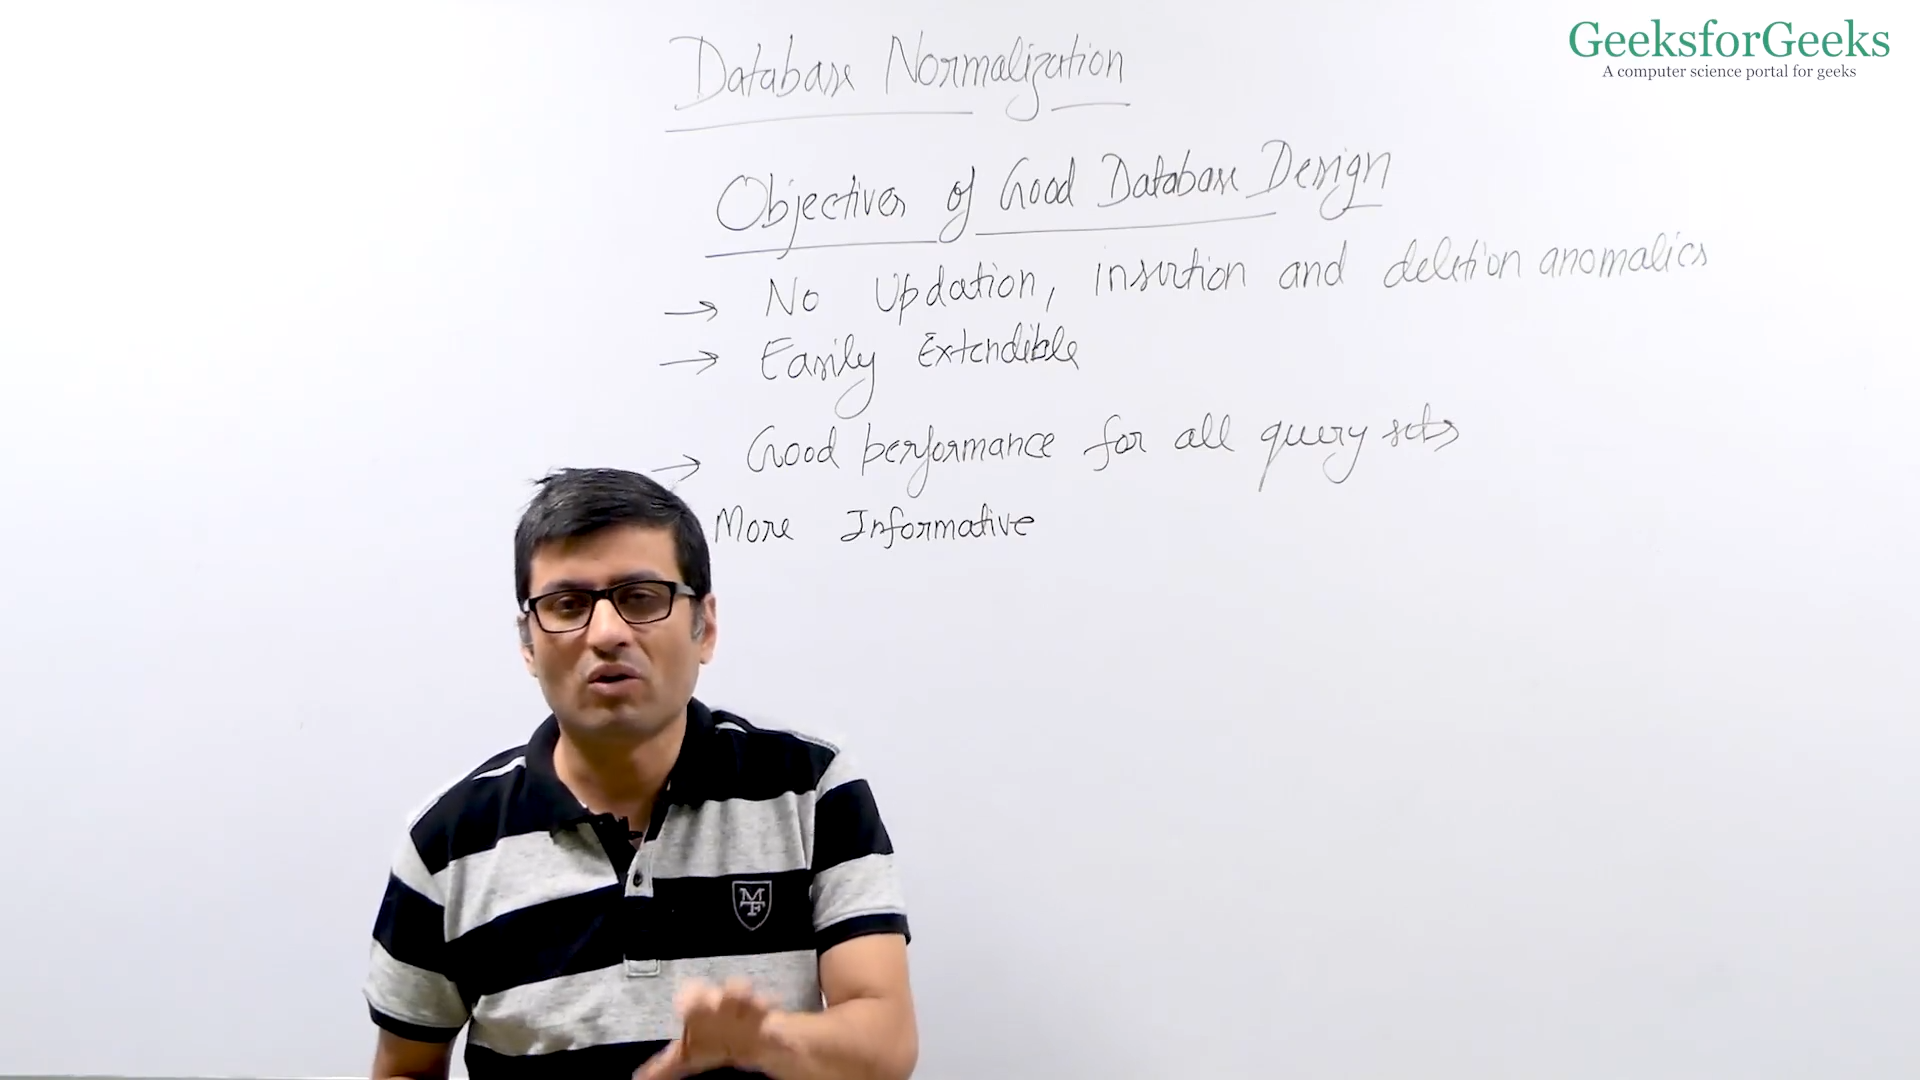 GeeksforGeeks
A computer science portal for geeks
Database Normalization
Objectives of Good Database Design
→ No Updation, insertion and deletion anomalies
→ Easily Extendible
→ Good performance for all query sets
More Informative
MF